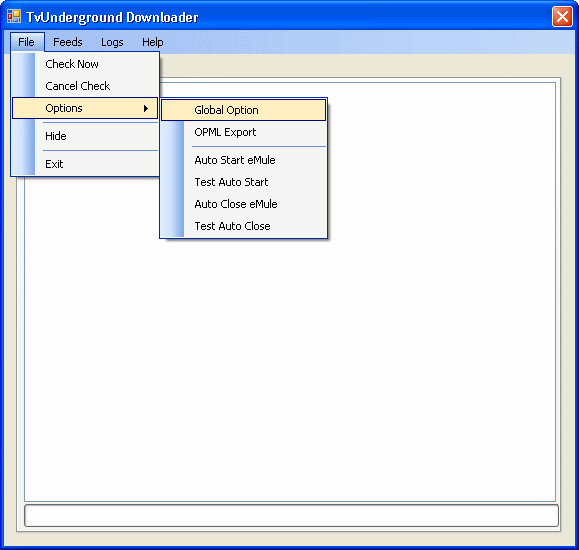 TvUnderground Downloader
File Feeds Logs Help
Check Now
Cancel Check
Options
Hide
Exit
Global Option
OPML Export
Auto Start eMule
Test Auto Start
Auto Close eMule
Test Auto Close